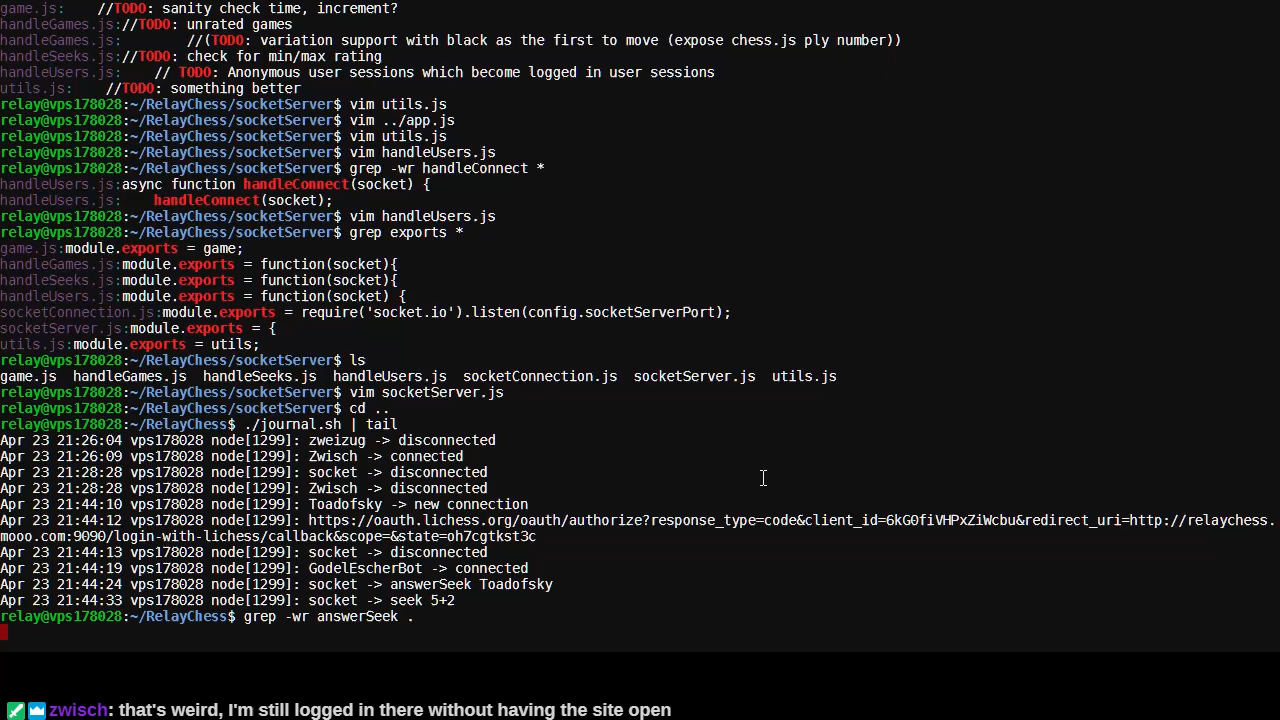 game.js:    //TODO: sanity check time, increment?
handleGames.js://TODO: unrated games
handleGames.js:        //(TODO: variation support with black as the first to move (expose chess.js ply number))
handleSeeks.js://TODO: check for min/max rating
handleUsers.js:    // TODO: Anonymous user sessions which become logged in user sessions
utils.js:    //TODO: something better
relay@vps178028:~/RelayChess/socketServer$ vim utils.js
relay@vps178028:~/RelayChess/socketServer$ vim ../app.js
relay@vps178028:~/RelayChess/socketServer$ vim utils.js
relay@vps178028:~/RelayChess/socketServer$ vim handleUsers.js
relay@vps178028:~/RelayChess/socketServer$ grep -wr handleConnect *
handleUsers.js:async function handleConnect(socket) {
handleUsers.js:    handleConnect(socket);
relay@vps178028:~/RelayChess/socketServer$ vim handleUsers.js
relay@vps178028:~/RelayChess/socketServer$ grep exports *
game.js:module.exports = game;
handleGames.js:module.exports = function(socket){
handleSeeks.js:module.exports = function(socket){
handleUsers.js:module.exports = function(socket) {
socketConnection.js:module.exports = require('socket.io').listen(config.socketServerPort);
socketServer.js:module.exports = {
utils.js:module.exports = utils;
relay@vps178028:~/RelayChess/socketServer$ ls
game.js  handleGames.js  handleSeeks.js  handleUsers.js  socketConnection.js  socketServer.js  utils.js
relay@vps178028:~/RelayChess/socketServer$ vim socketServer.js
relay@vps178028:~/RelayChess/socketServer$ cd ..
relay@vps178028:~/RelayChess$ ./journal.sh | tail
Apr 23 21:26:04 vps178028 node[1299]: zweizug -> disconnected
Apr 23 21:26:09 vps178028 node[1299]: Zwisch -> connected
Apr 23 21:28:28 vps178028 node[1299]: socket -> disconnected
Apr 23 21:28:28 vps178028 node[1299]: Zwisch -> disconnected
Apr 23 21:44:10 vps178028 node[1299]: Toadofsky -> new connection
Apr 23 21:44:12 vps178028 node[1299]: https://oauth.lichess.org/oauth/authorize?response_type=code&client_id=6kG0fiVHPxZiWcbu&redirect_uri=http://relaychess.
mooo.com:9090/login-with-lichess/callback&scope=&state=oh7cgtkst3c
Apr 23 21:44:13 vps178028 node[1299]: socket -> disconnected
Apr 23 21:44:19 vps178028 node[1299]: GodelEscherBot -> connected
Apr 23 21:44:24 vps178028 node[1299]: socket -> answerSeek Toadofsky
Apr 23 21:44:33 vps178028 node[1299]: socket -> seek 5+2
relay@vps178028:~/RelayChess$ grep -wr answerSeek .
zwisch: that's weird, I'm still logged in there without having the site open